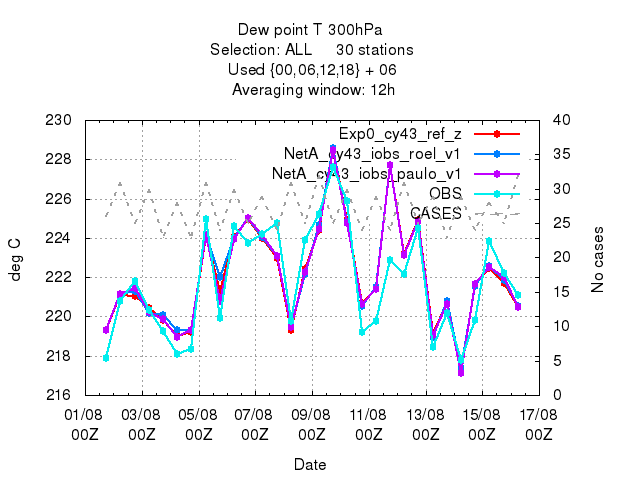 Dew point T 300hPa
Selection: ALL 30 stations
Used {00,06,12,18} + 06
Averaging window: 12h
230
228
226
224
222
220
218
216
deg C
40
35
30
25
20
15
10
5
0
No cases
Exp0_cy43_ref_z
NetA_cy43_iobs_roel_v1
NetA_cy43_iobs_paulo_v1
OBS
CASES
01/08 03/08 05/08 07/08 09/08 11/08 13/08 15/08 17/08
00Z 00Z 00Z 00Z 00Z 00Z 00Z 00Z 00Z
Date